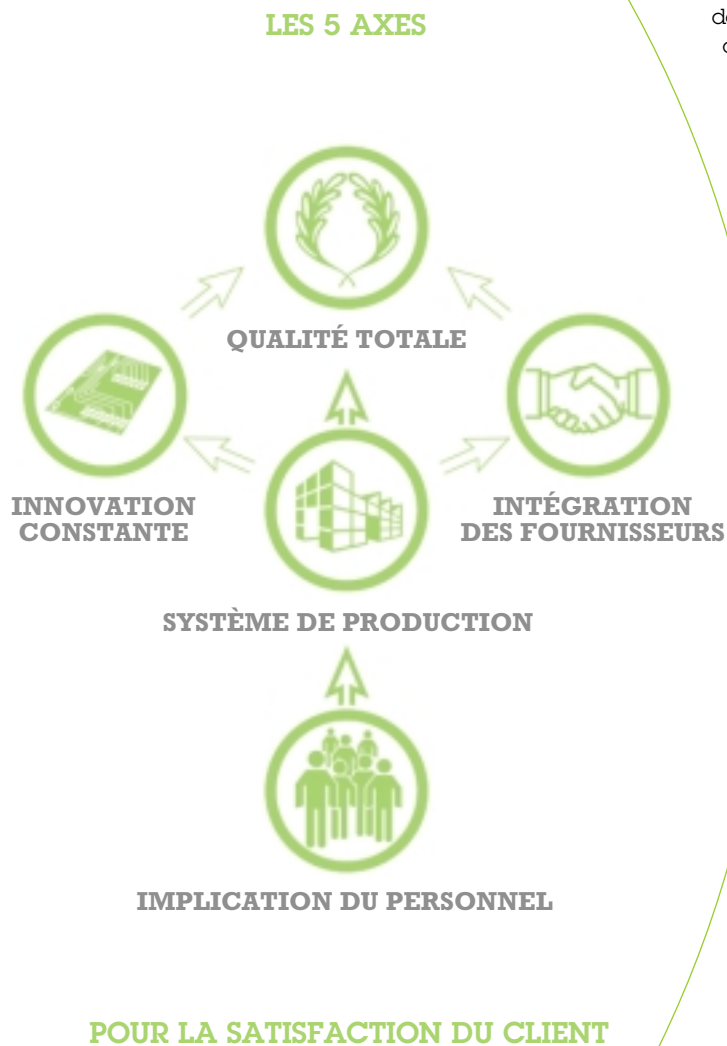 LES 5 AXES
QUALITÉ TOTALE
INNOVATION
CONSTANTE
INTÉGRATION
DES FOURNISSEURS
SYSTÈME DE PRODUCTION
IMPLICATION DU PERSONNEL
POUR LA SATISFACTION DU CLIENT